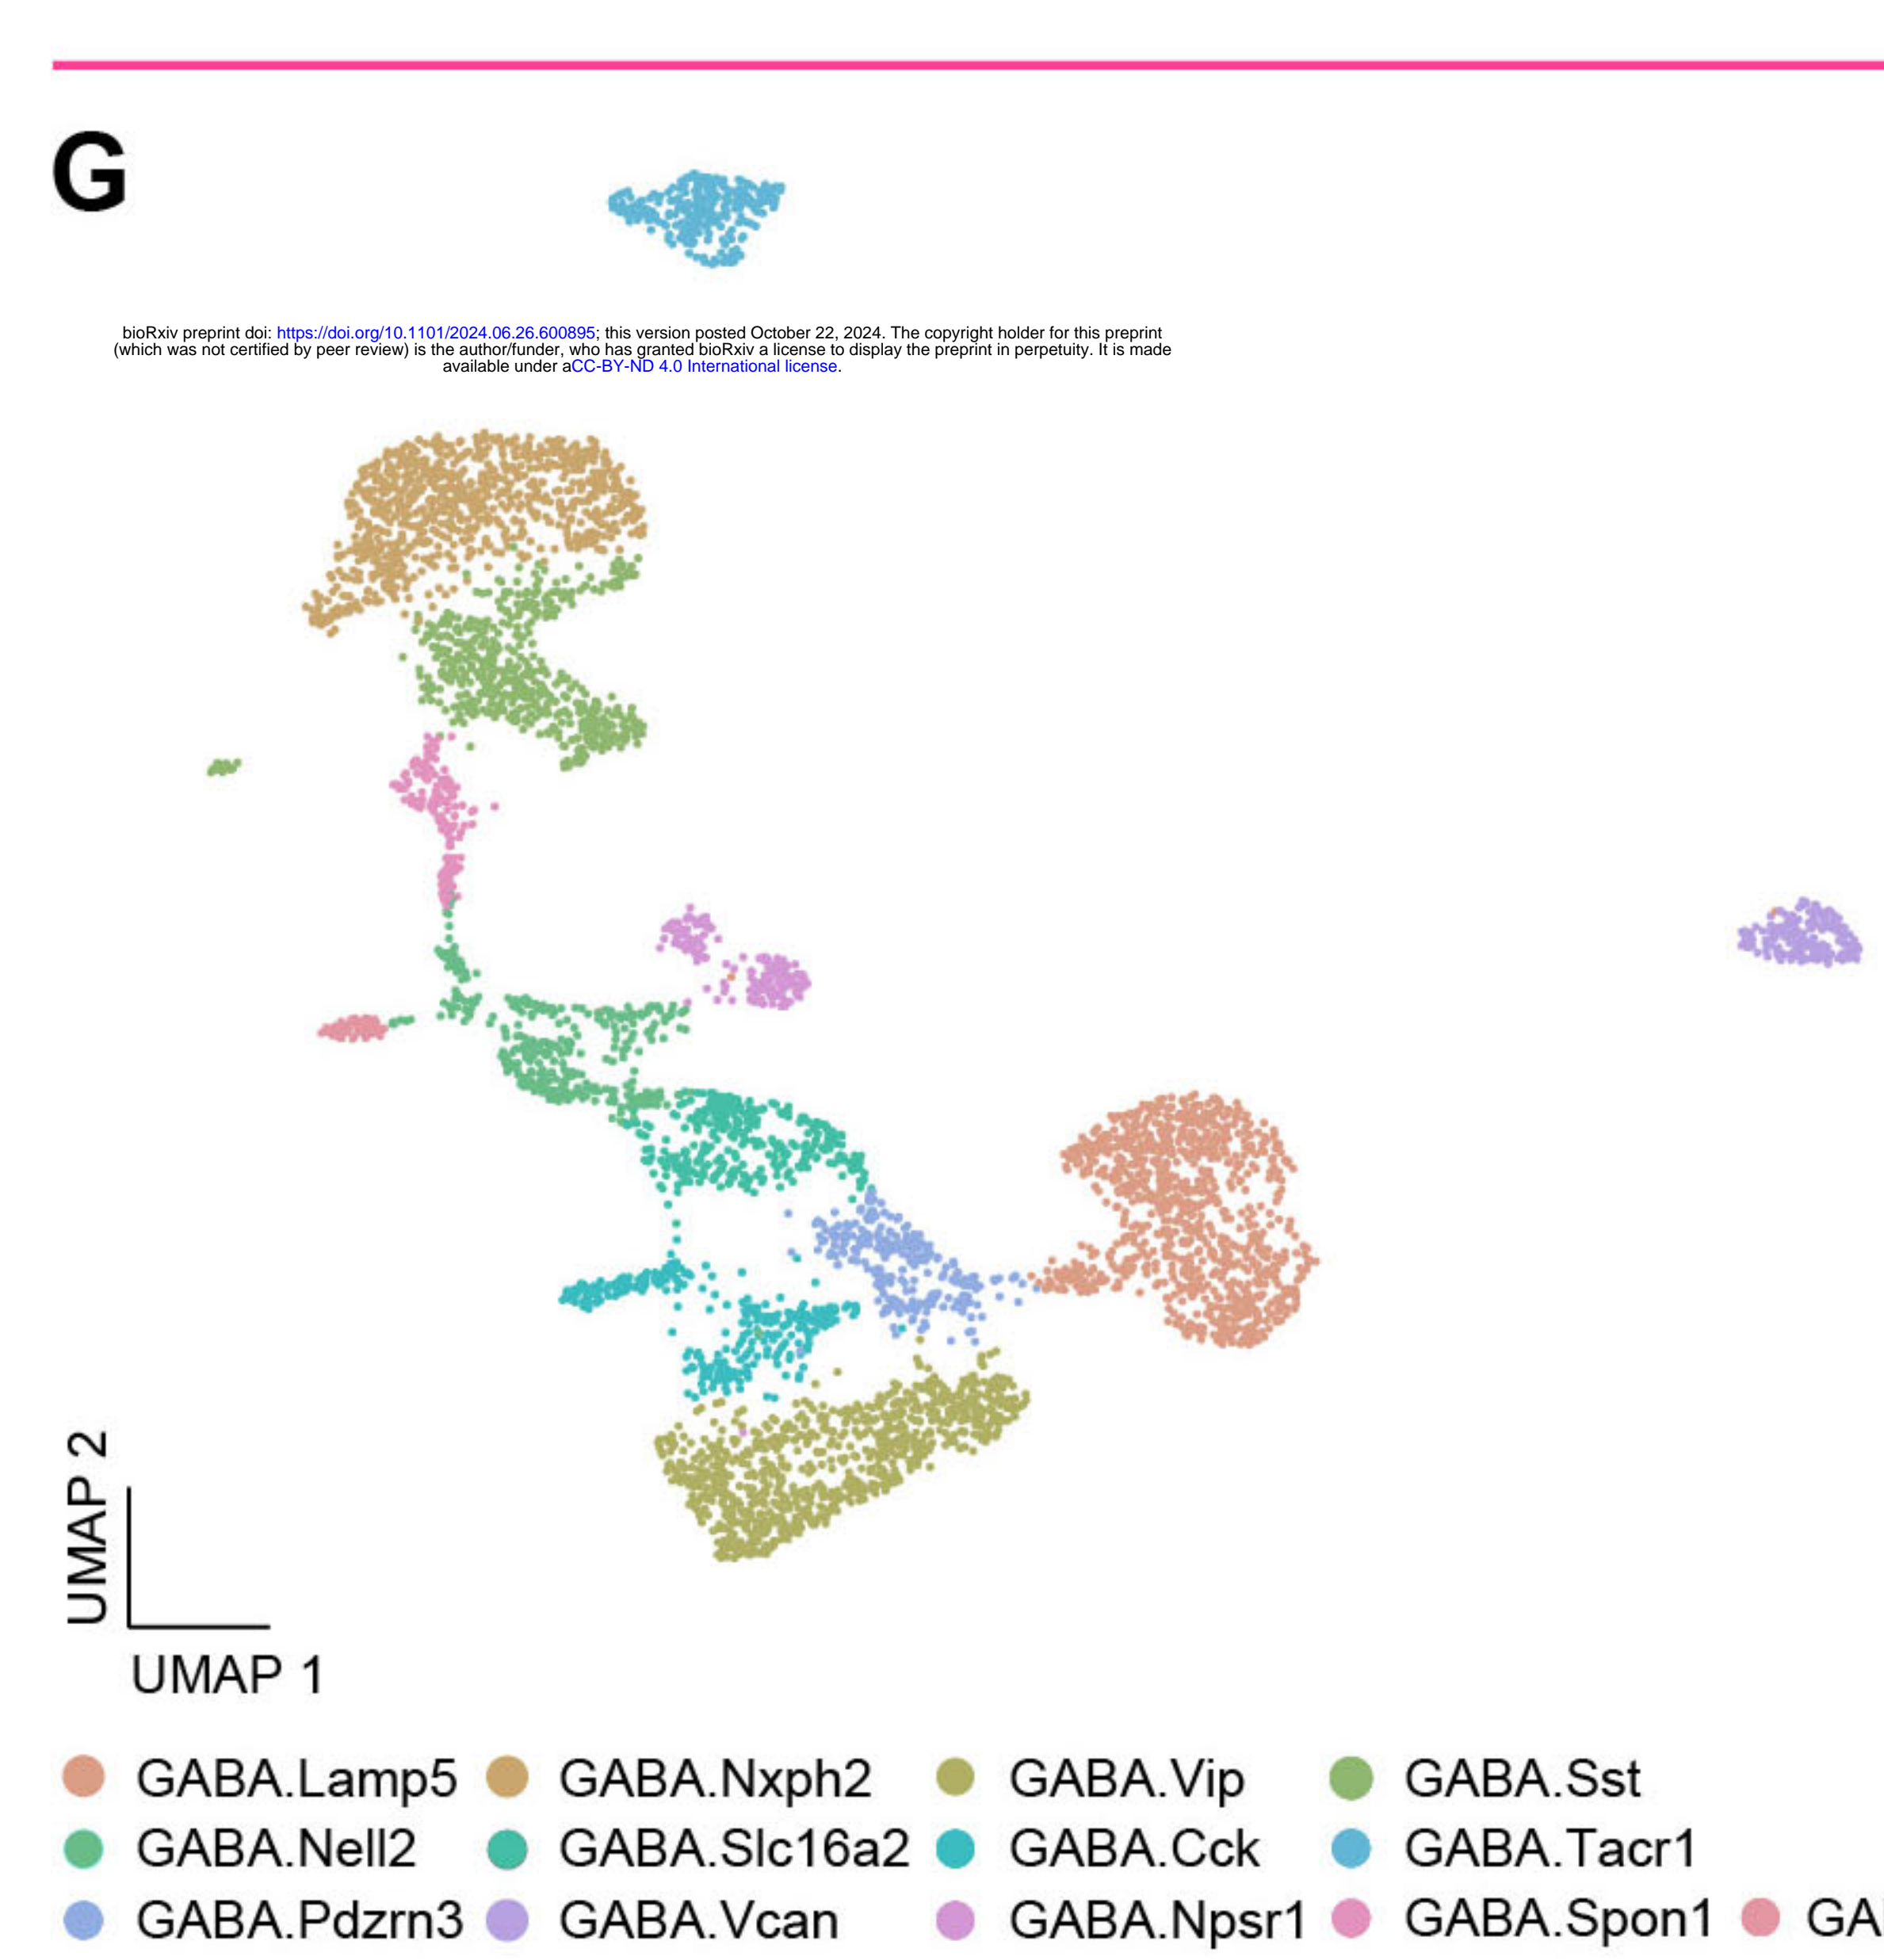 G
bioRxiv preprint doi: https://doi.org/10.1101/2024.06.26.600895; this version posted October 22, 2024. The copyright holder for this preprint
(which was not certified by peer review) is the author/funder, who has granted bioRxiv a license to display the preprint in perpetuity. It is made
available under aCC-BY-ND 4.0 International license.
UMAP 2
UMAP 1
GABA.Lamp5 GABA.Nxph2 GABA.Vip GABA.Sst
GABA.Nell2 GABA.Slc16a2 GABA.Cck GABA.Tacr1
GABA.Pdzrn3 GABA.Vcan GABA.Npsr1 GABA.Spon1 GA